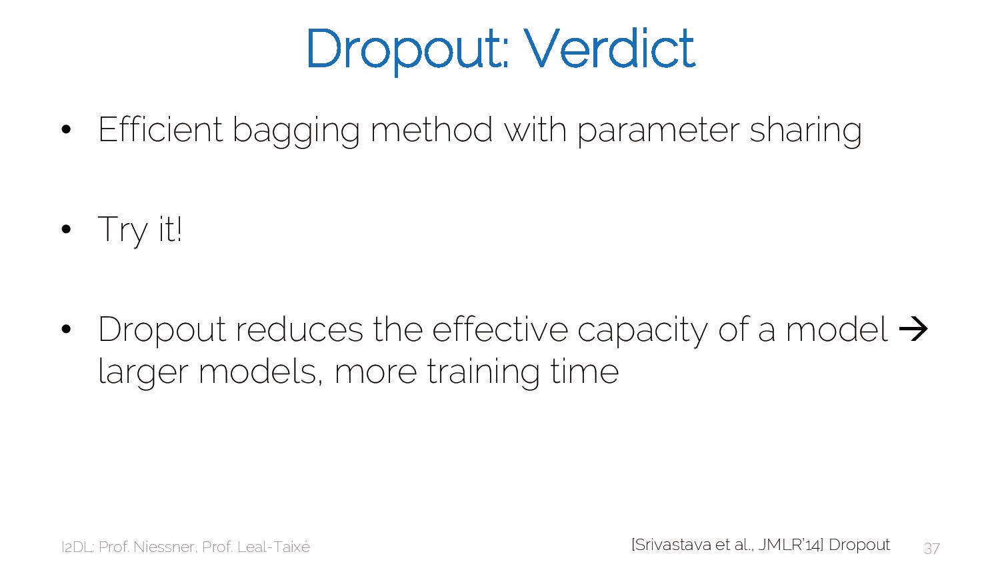 Dropout: Verdict
• Efficient bagging method with parameter sharing
• Try it!
• Dropout reduces the effective capacity of a model →
larger models, more training time
I2DL: Prof. Niessner, Prof. Leal-Taixé
[Srivastava et al., JMLR’14] Dropout
37